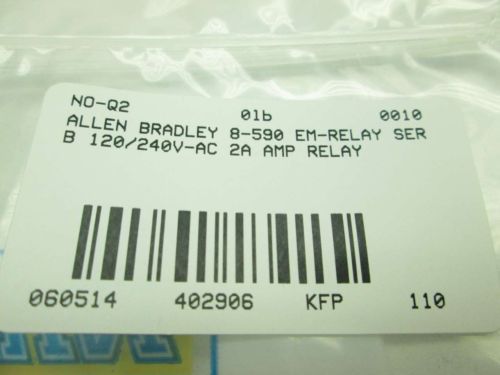 NO-Q2 01b 0010
ALLEN BRADLEY 8-590 EM-RELAY SER
B 120/240V-AC 2A AMP RELAY
060514 402906 KFP 110